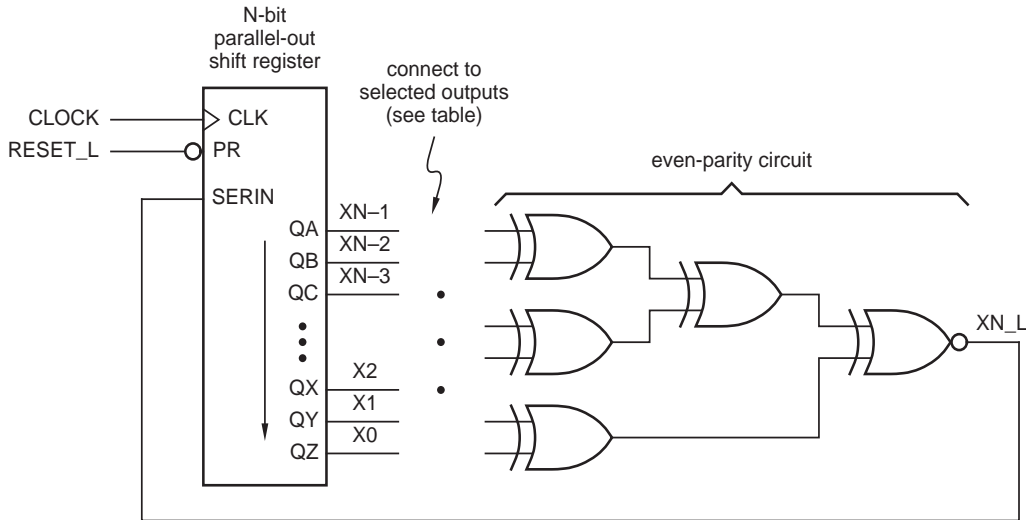 N-bit
parallel-out
shift register
connect to
selected outputs
(see table)
CLOCK
CLK
RESET_L
PR
even-parity circuit
SERIN
QA
XN–1
QB
XN–2
QC
XN–3
XN_L
QX
X2
QY
X1
QZ
X0